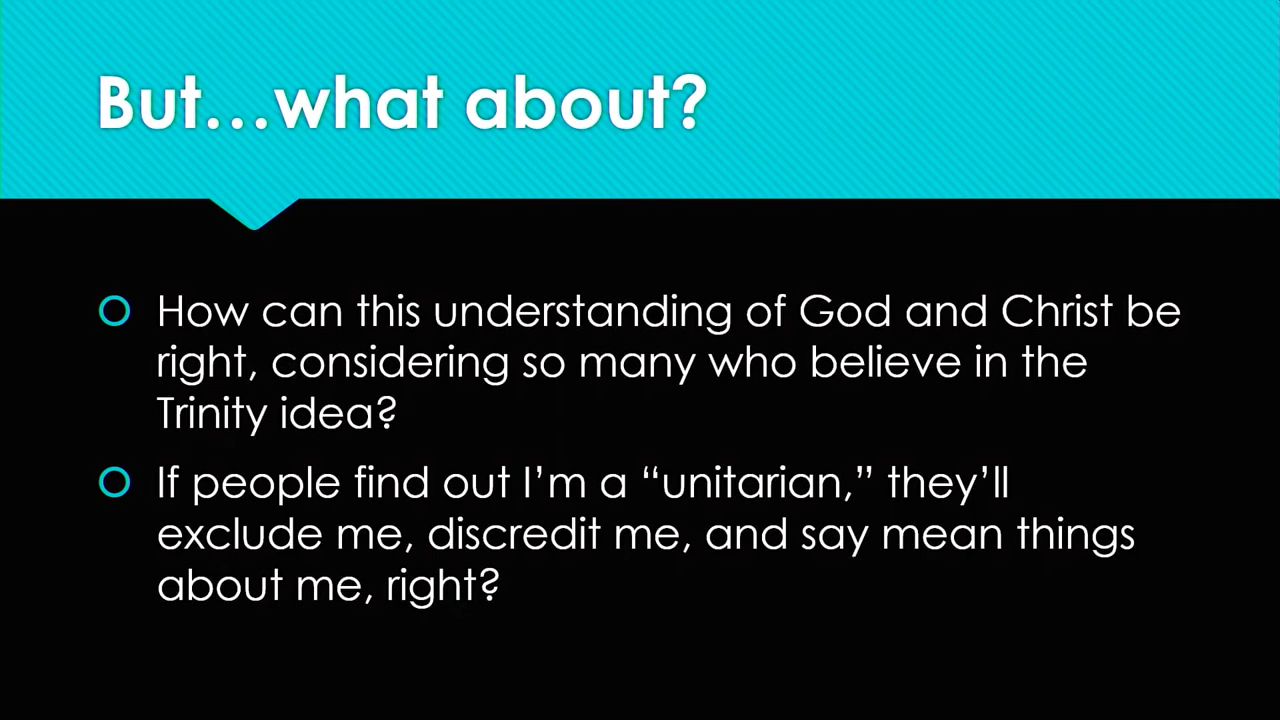 But…what about?
How can this understanding of God and Christ be
right, considering so many who believe in the
Trinity idea?
If people find out I’m a “unitarian,” they’ll
exclude me, discredit me, and say mean things
about me, right?